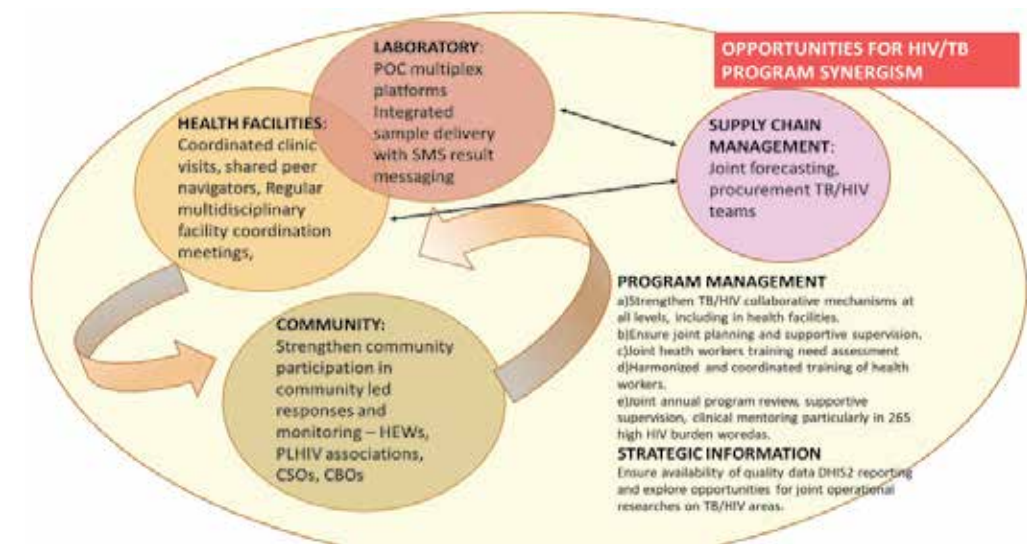 OPPORTUNITIES FOR HIV/TB
PROGRAM SYNERGISM
LABORATORY:
POC multiplex
platforms
Integrated
sample delivery
with SMS result
messaging
HEALTH FACILITIES:
Coordinated clinic
visits, shared peer
navigators, Regular
multidisciplinary
facility coordination
meetings,
SUPPLY CHAIN
MANAGEMENT:
Joint forecasting,
procurement TB/HIV
teams
COMMUNITY:
Strengthen community
participation in
community led
responses and
monitoring – HEWs,
PLHIV associations,
CSOs, CBOs
PROGRAM MANAGEMENT
a)Strengthen TB/HIV collaborative mechanisms at
all levels, including in health facilities.
b)Ensure joint planning and supportive supervision.
c)Joint heath workers training need assessment
d)Harmonized and coordinated training of health
workers.
e)Joint annual program review, supportive
supervision, clinical mentoring particularly in 265
high HIV burden woredas.
STRATEGIC INFORMATION
Ensure availability of quality data DHIS2 reporting
and explore opportunities for joint operational
researches on TB/HIV areas.